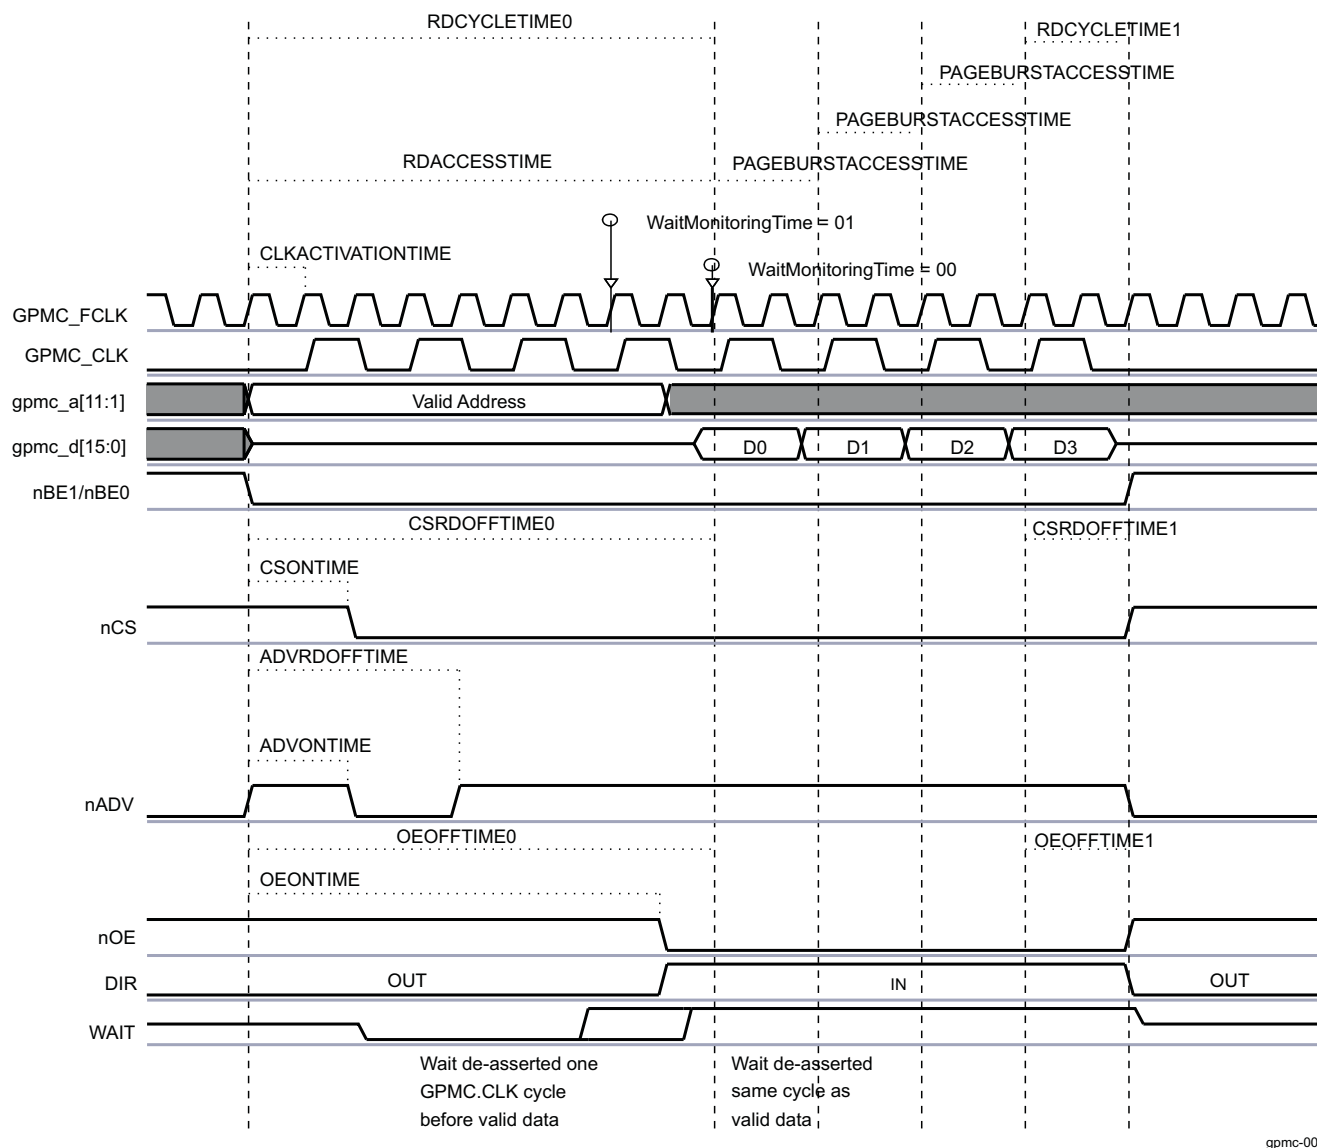 RDCYCLETIME0
RDCYCLETIME1
PAGEBURSTACCESSTIME
PAGEBURSTACCESSTIME
RDACCESSTIME
PAGEBURSTACCESSTIME
WaitMonitoringTime = 01
CLKACTIVATIONTIME
WaitMonitoringTime = 00
GPMC_FCLK
GPMC_CLK
gpmc_a[11:1]
Valid Address
gpmc_d[15:0]
D0
D1
D2
D3
nBE1/nBE0
CSRDOFFTIME0
CSRDOFFTIME1
CSONTIME
nCS
ADVRDOFFTIME
ADVONTIME
nADV
OEOFFTIME0
OEOFFTIME1
OEONTIME
nOE
DIR
OUT
IN
OUT
WAIT
Wait de-asserted one
GPMC.CLK cycle
before valid data
Wait de-asserted
same cycle as
valid data
gpmc-00